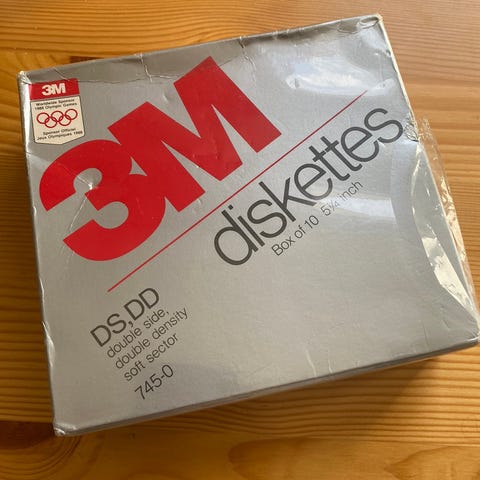 3M
Worldwide Sponsor
1988 Olympic Games
Sponsor Officiel
Jeux Olympiques 1988
3M
diskettes
Box of 10 5¼ inch
DS,DD
double side,
double density
soft sector
745-0